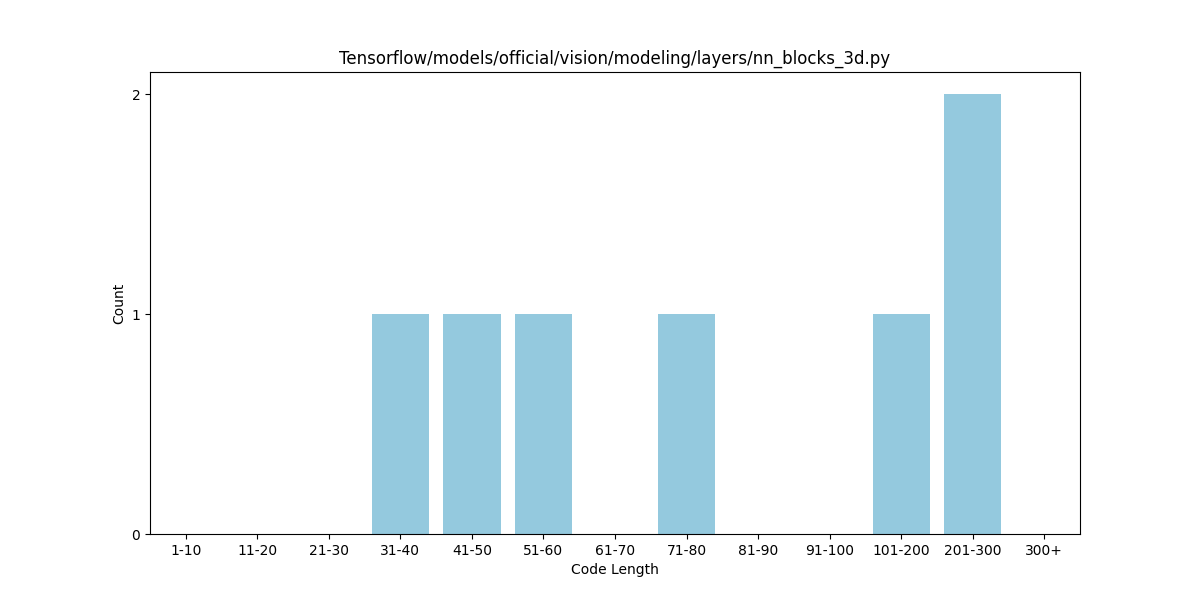 Tensorflow/models/official/vision/modeling/layers/nn_blocks_3d.py
2
1
0
Count
1-10 11-20 21-30 31-40 41-50 51-60 61-70 71-80 81-90 91-100 101-200 201-300 300+
Code Length